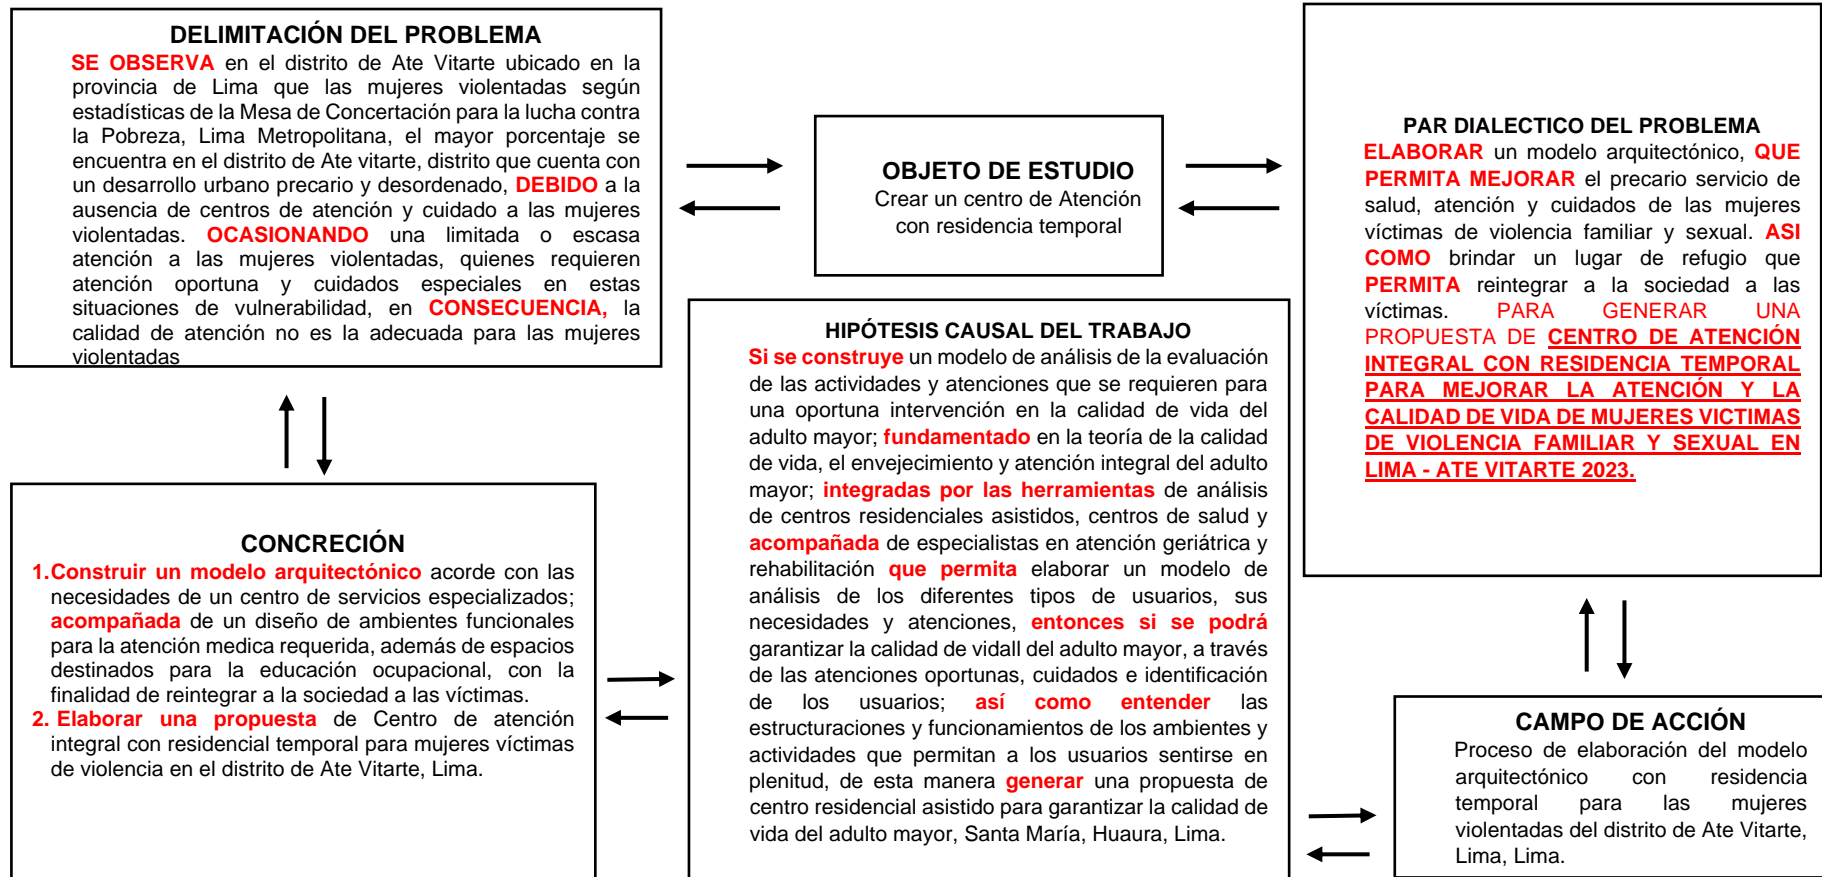 DELIMITACIÓN DEL PROBLEMA
SE OBSERVA en el distrito de Ate Vitarte ubicado en la
provincia de Lima que las mujeres violentadas según
estadísticas de la Mesa de Concertación para la lucha contra
la Pobreza, Lima Metropolitana, el mayor porcentaje se
encuentra en el distrito de Ate vitarte, distrito que cuenta con
un desarrollo urbano precario y desordenado, DEBIDO a la
ausencia de centros de atención y cuidado a las mujeres
violentadas. OCASIONANDO una limitada o escasa
atención a las mujeres violentadas, quienes requieren
atención oportuna y cuidados especiales en estas
situaciones de vulnerabilidad, en CONSECUENCIA, la
calidad de atención no es la adecuada para las mujeres
violentadas
OBJETO DE ESTUDIO
Crear un centro de Atención
con residencia temporal
PAR DIALECTICO DEL PROBLEMA
ELABORAR un modelo arquitectónico, QUE
PERMITA MEJORAR el precario servicio de
salud, atención y cuidados de las mujeres
víctimas de violencia familiar y sexual. ASI
COMO brindar un lugar de refugio que
PERMITA reintegrar a la sociedad a las
víctimas. PARA GENERAR UNA
PROPUESTA DE CENTRO DE ATENCIÓN
INTEGRAL CON RESIDENCIA TEMPORAL
PARA MEJORAR LA ATENCIÓN Y LA
CALIDAD DE VIDA DE MUJERES VICTIMAS
DE VIOLENCIA FAMILIAR Y SEXUAL EN
LIMA - ATE VITARTE 2023.
HIPÓTESIS CAUSAL DEL TRABAJO
Si se construye un modelo de análisis de la evaluación
de las actividades y atenciones que se requieren para
una oportuna intervención en la calidad de vida del
adulto mayor; fundamentado en la teoría de la calidad
de vida, el envejecimiento y atención integral del adulto
mayor; integradas por las herramientas de análisis
de centros residenciales asistidos, centros de salud y
acompañada de especialistas en atención geriátrica y
rehabilitación que permita elaborar un modelo de
análisis de los diferentes tipos de usuarios, sus
necesidades y atenciones, entonces si se podrá
garantizar la calidad de vidall del adulto mayor, a través
de las atenciones oportunas, cuidados e identificación
de los usuarios; así como entender las
estructuraciones y funcionamientos de los ambientes y
actividades que permitan a los usuarios sentirse en
plenitud, de esta manera generar una propuesta de
centro residencial asistido para garantizar la calidad de
vida del adulto mayor, Santa María, Huaura, Lima.
CONCRECIÓN
1.Construir un modelo arquitectónico acorde con las
necesidades de un centro de servicios especializados;
acompañada de un diseño de ambientes funcionales
para la atención medica requerida, además de espacios
destinados para la educación ocupacional, con la
finalidad de reintegrar a la sociedad a las víctimas.
2. Elaborar una propuesta de Centro de atención
integral con residencial temporal para mujeres víctimas
de violencia en el distrito de Ate Vitarte, Lima.
CAMPO DE ACCIÓN
Proceso de elaboración del modelo
arquitectónico con residencia
temporal para las mujeres
violentadas del distrito de Ate Vitarte,
Lima, Lima.